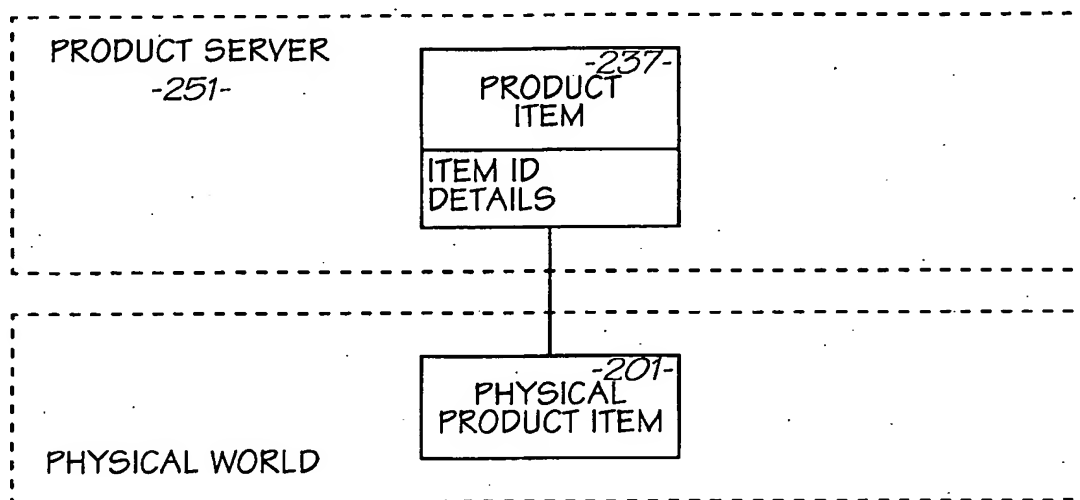 PRODUCT SERVER
-251-
-237-
PRODUCT
ITEM
ITEM ID
DETAILS
-201-
PHYSICAL
PRODUCT ITEM
PHYSICAL WORLD